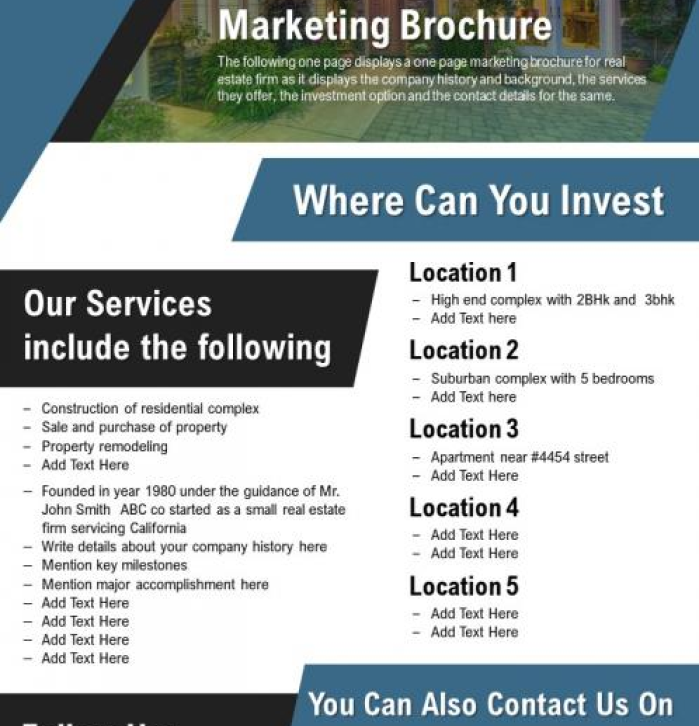 Marketing Brochure
The following one page displays a one page marketing brochure for real
estate firm as it displays the company history and background, the services
they offer, the investment option and the contact details for the same.
Where Can You Invest
Our Services
include the following
– Construction of residential complex
– Sale and purchase of property
– Property remodeling
– Add Text Here
– Founded in year 1980 under the guidance of Mr.
John Smith ABC co started as a small real estate
firm servicing California
– Write details about your company history here
– Mention key milestones
– Mention major accomplishment here
– Add Text Here
– Add Text Here
– Add Text Here
– Add Text Here
Location 1
– High end complex with 2BHk and 3bhk
– Add Text here
Location 2
– Suburban complex with 5 bedrooms
– Add Text here
Location 3
– Apartment near #4454 street
– Add Text Here
Location 4
– Add Text Here
– Add Text Here
Location 5
– Add Text Here
– Add Text Here
You Can Also Contact Us On